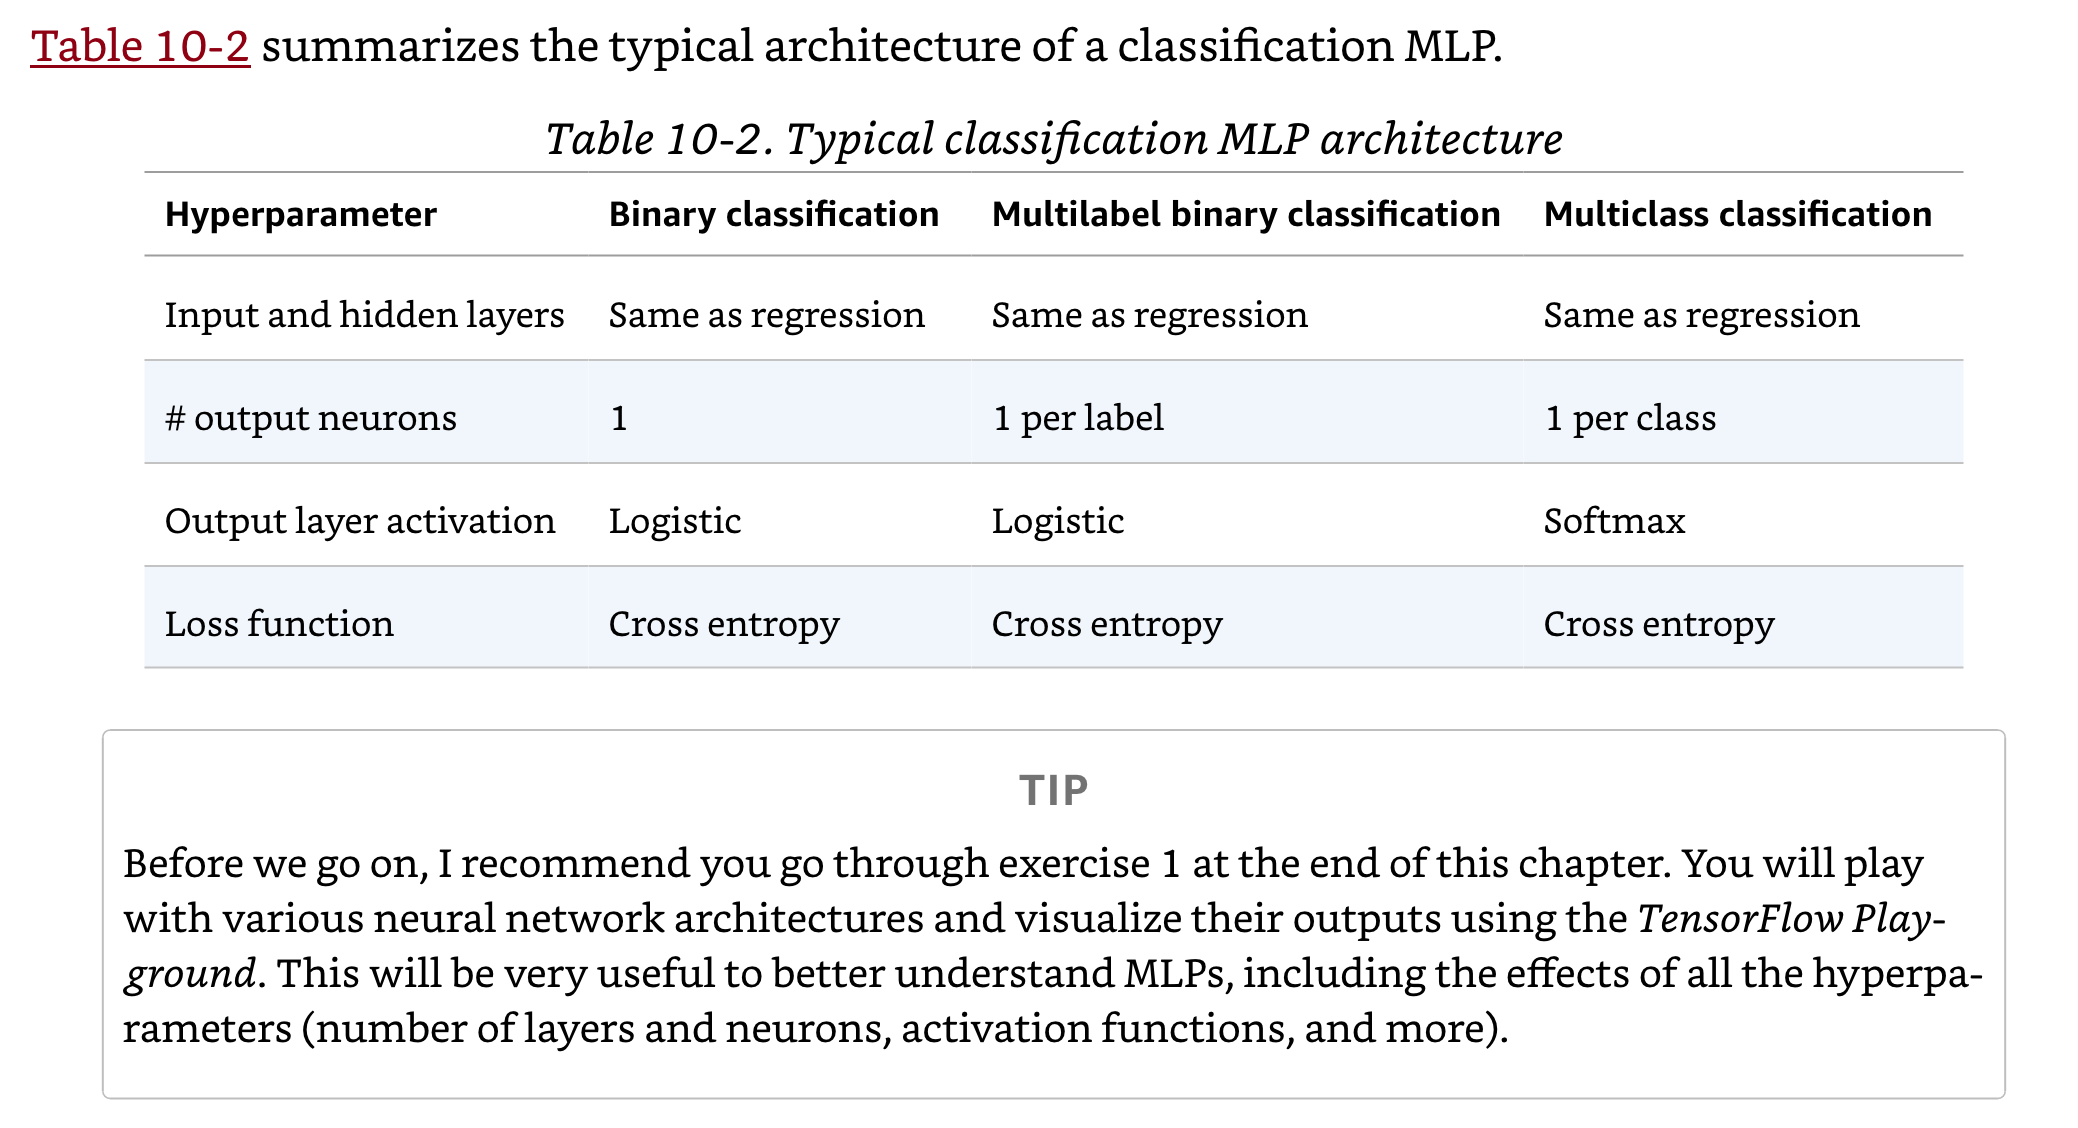 Table 10-2 summarizes the typical architecture of a classification MLP.
Table 10-2. Typical classification MLP architecture
Hyperparameter Binary classification Multilabel binary classification Multiclass classification
Input and hidden layers Same as regression Same as regression Same as regression
# output neurons 1 1 per label 1 per class
Output layer activation Logistic Logistic Softmax
Loss function Cross entropy Cross entropy Cross entropy
TIP
Before we go on, I recommend you go through exercise 1 at the end of this chapter. You will play
with various neural network architectures and visualize their outputs using the TensorFlow Play-
ground. This will be very useful to better understand MLPs, including the effects of all the hyperpa-
rameters (number of layers and neurons, activation functions, and more).